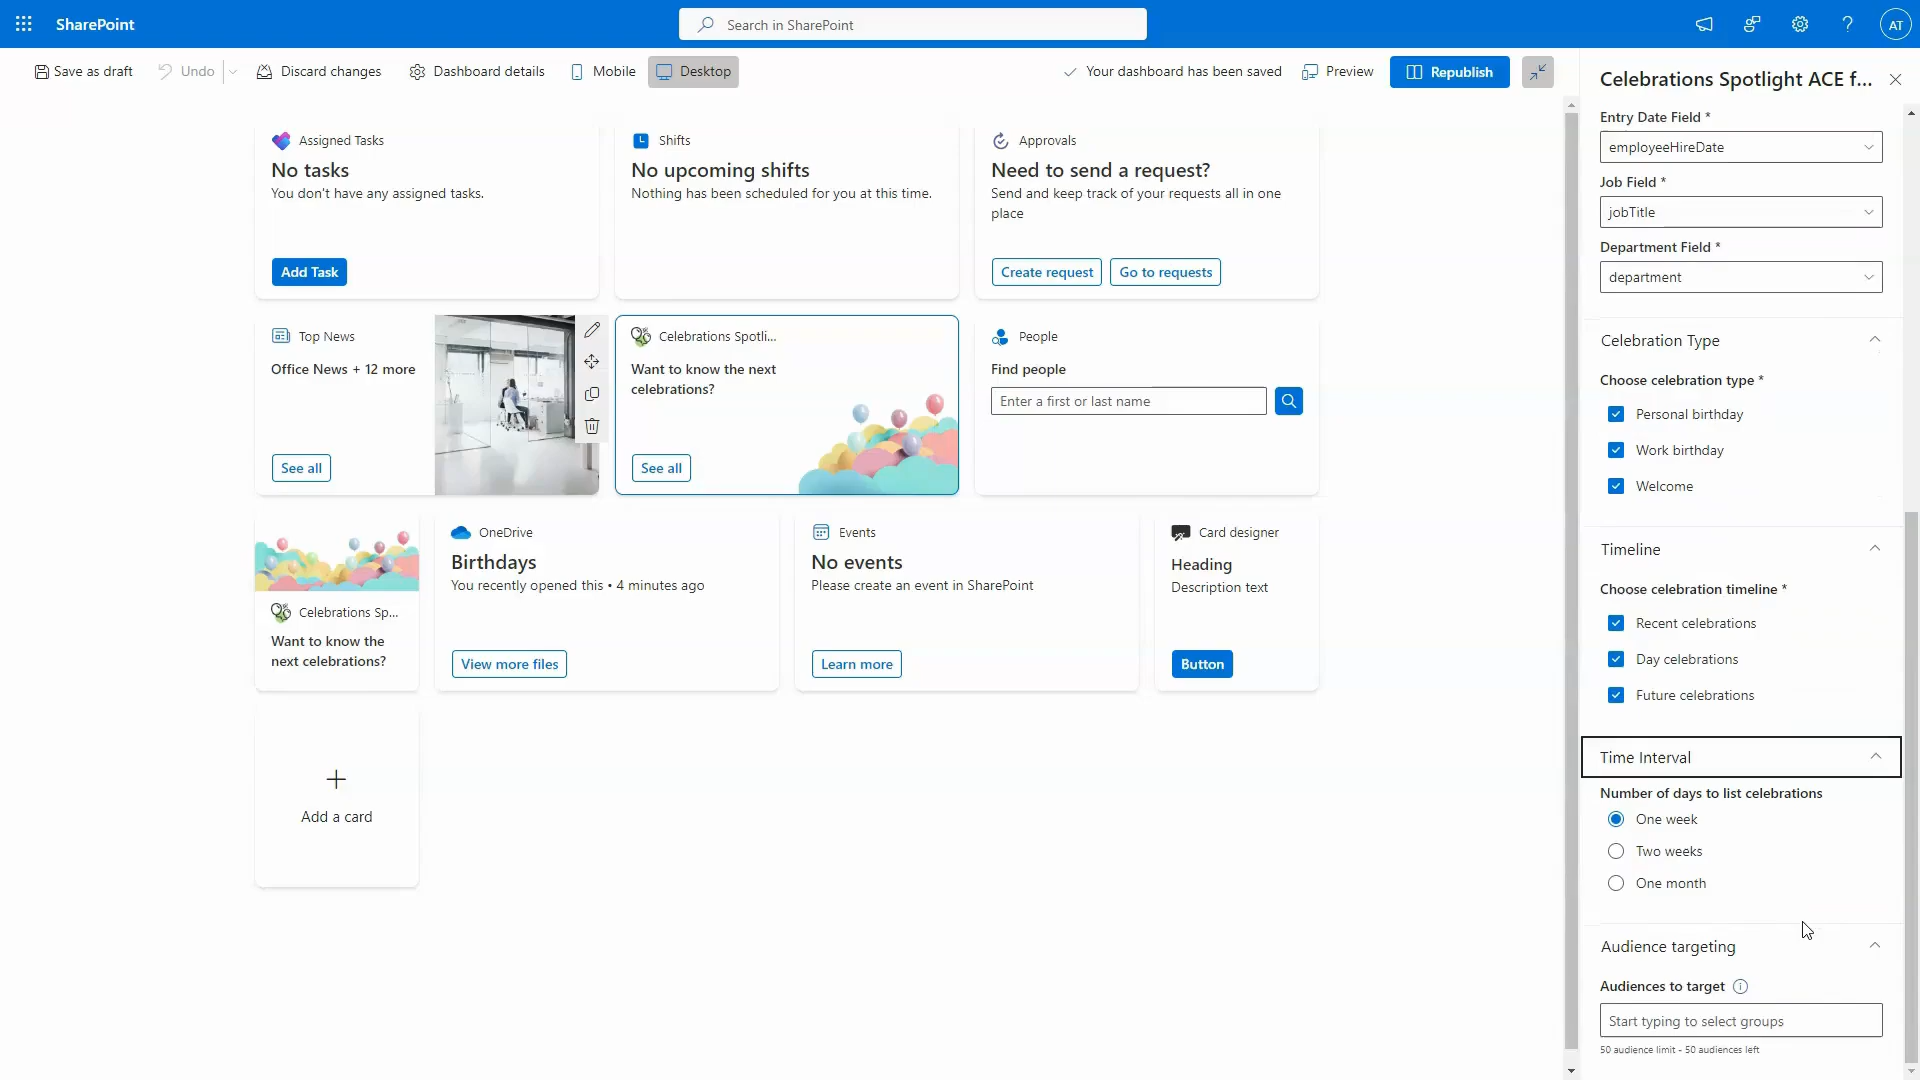 SharePoint
Search in SharePoint
AT
Save as draft
Undo
Discard changes
Dashboard details
Mobile
Desktop
Your dashboard has been saved
Preview
Republish
Assigned Tasks
No tasks
You don't have any assigned tasks.
Add Task
Shifts
No upcoming shifts
Nothing has been scheduled for you at this time.
Approvals
Need to send a request?
Send and keep track of your requests all in one
place
Create request
Go to requests
Top News
Office News + 12 more
See all
Celebrations Spotli...
Want to know the next
celebrations?
See all
People
Find people
Enter a first or last name
Celebrations Sp...
Want to know the
next celebrations?
OneDrive
Birthdays
You recently opened this • 4 minutes ago
View more files
Events
No events
Please create an event in SharePoint
Learn more
Card designer
Heading
Description text
Button
Add a card
Celebrations Spotlight ACE f...
Entry Date Field *
employeeHireDate
Job Field *
jobTitle
Department Field *
department
Celebration Type
Choose celebration type *
Personal birthday
Work birthday
Welcome
Timeline
Choose celebration timeline *
Recent celebrations
Day celebrations
Future celebrations
Time Interval
Number of days to list celebrations
One week
Two weeks
One month
Audience targeting
Audiences to target
Start typing to select groups
50 audience limit - 50 audiences left